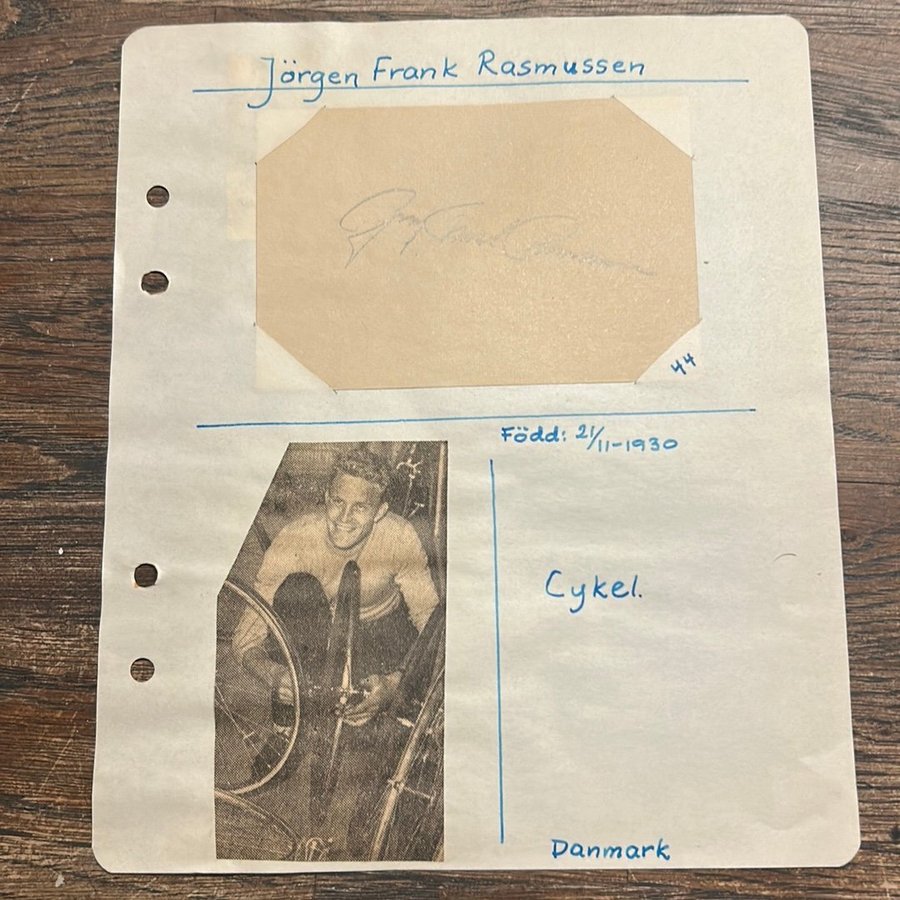 Jörgen Frank Rasmussen
44
Född: 21/11-1930
Cykel.
Danmark